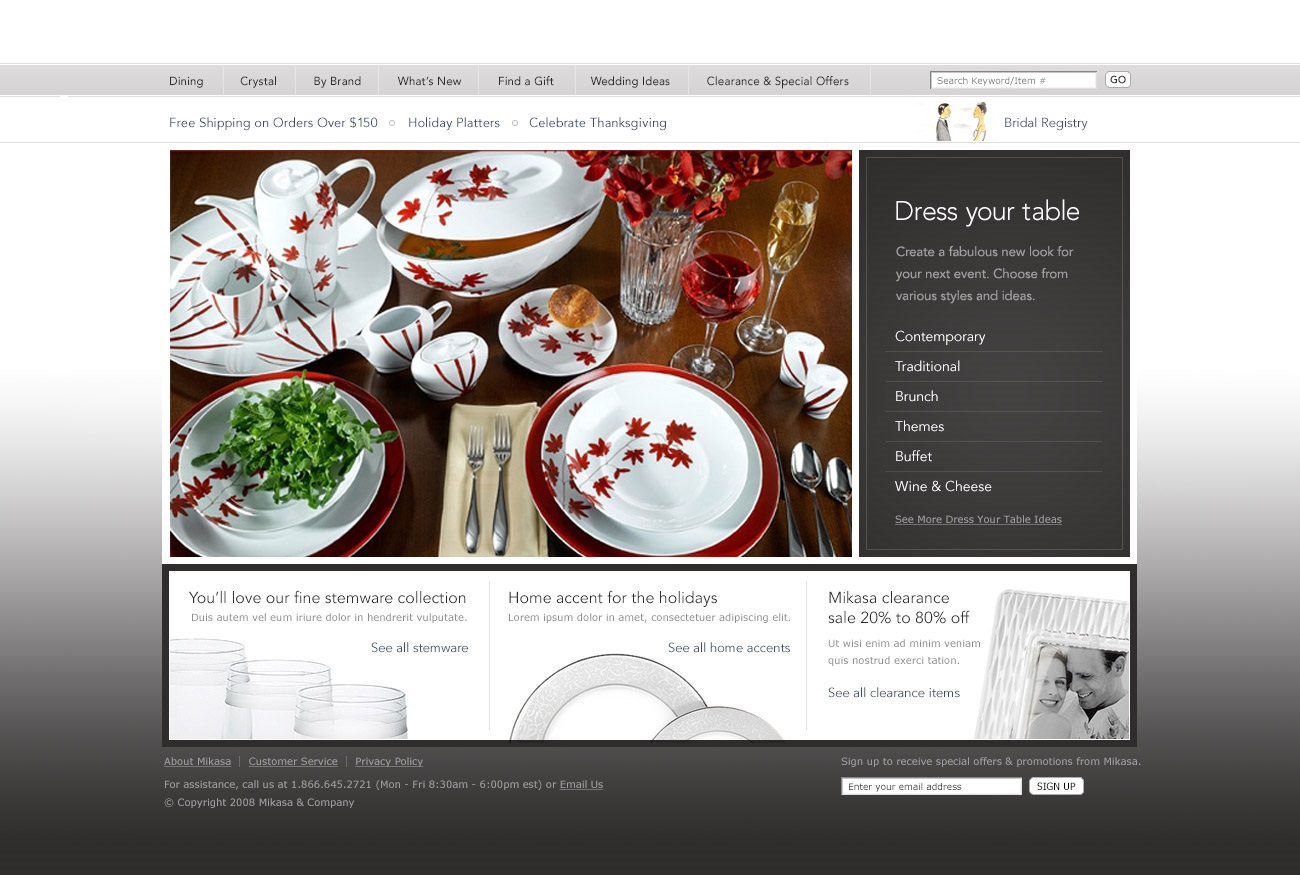 Dining
Crystal
By Brand
What's New
Find a Gift
Wedding Ideas
Clearance & Special Offers
Search Keyword/Item #
GO
Free Shipping on Orders Over $150
Holiday Platters
Celebrate Thanksgiving
Bridal Registry
Dress your table
Create a fabulous new look for
your next event. Choose from
various styles and ideas.
Contemporary
Traditional
Brunch
Themes
Buffet
Wine & Cheese
See More Dress Your Table Ideas
You'll love our fine stemware collection
Duis autem vel eum iriure dolor in hendrerit vulputate.
See all stemware
Home accent for the holidays
Lorem ipsum dolor in amet, consectetuer adipiscing elit.
See all home accents
Mikasa clearance
sale 20% to 80% off
Ut wisi enim ad minim veniam
quis nostrud exerci tation.
See all clearance items
About Mikasa | Customer Service | Privacy Policy
For assistance, call us at 1.866.645.2721 (Mon - Fri 8:30am - 6:00pm est) or Email Us
© Copyright 2008 Mikasa & Company
Sign up to receive special offers & promotions from Mikasa.
Enter your email address
SIGN UP